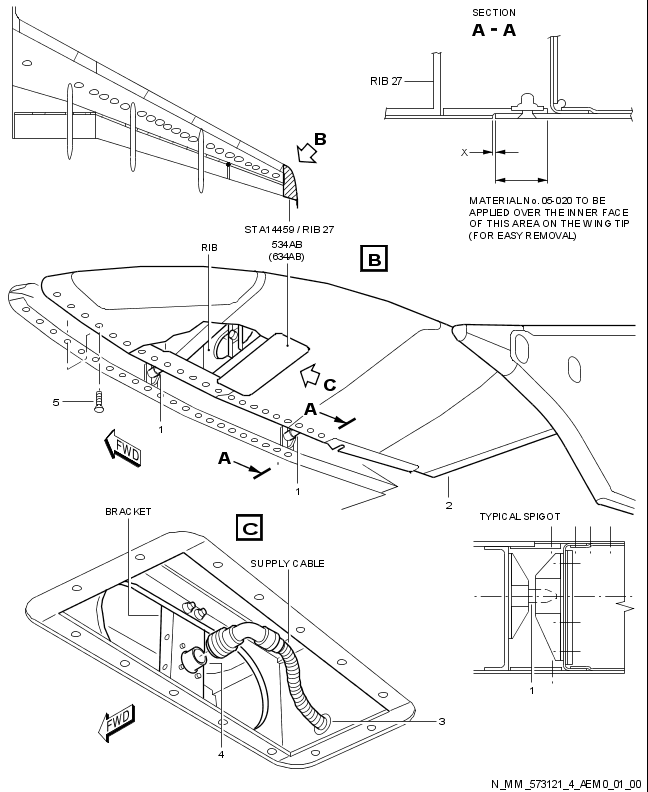 SECTION
A - A
RIB 27
B
X
MATERIAL No. 05-020 TO BE
APPLIED OVER THE INNER FACE
OF THIS AREA ON THE WING TIP
(FOR EASY REMOVAL)
STA14459 / RIB 27
534AB
(634AB)
RIB
B
C
A
5
1
FWD
A
1
2
C
BRACKET
SUPPLY CABLE
TYPICAL SPIGOT
1
FWD
3
4
N_MM_573121_4_AEM0_01_00